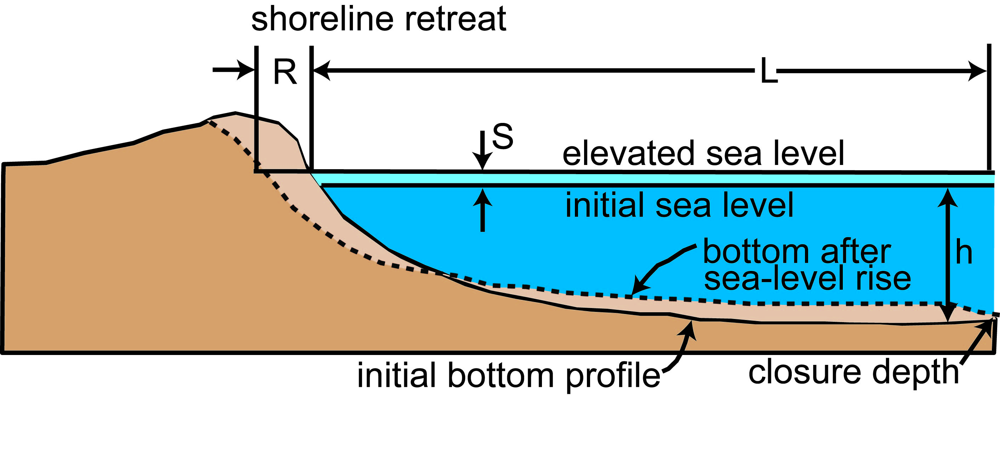 shoreline retreat
R
L
S
elevated sea level
initial sea level
bottom after
sea-level rise
h
initial bottom profile
closure depth